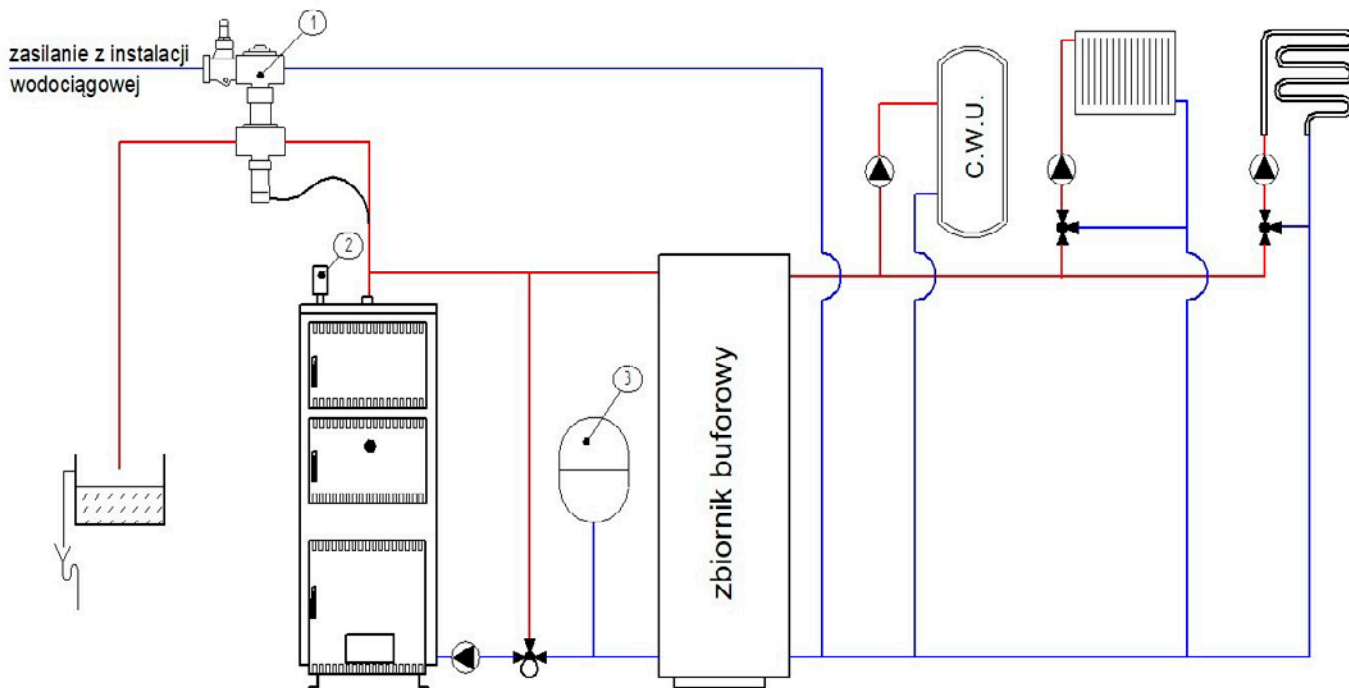 zasilanie z instalacji
wodociągowej
1
2
3
zbiornik buforowy
C.W.U.